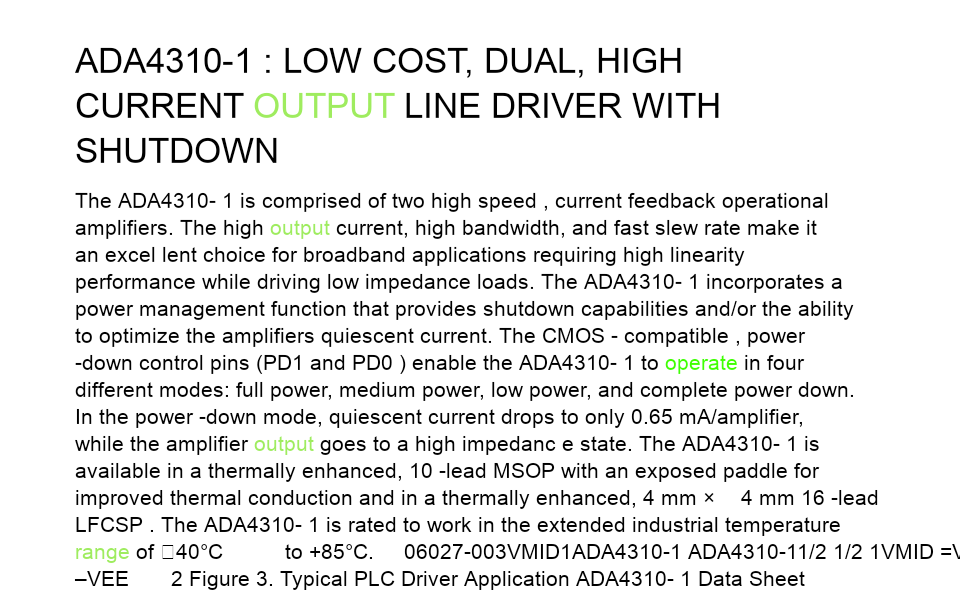 ADA4310-1 : LOW COST, DUAL, HIGH
CURRENT OUTPUT LINE DRIVER WITH
SHUTDOWN
The ADA4310- 1 is comprised of two high speed , current feedback operational
amplifiers. The high output current, high bandwidth, and fast slew rate make it
an excel lent choice for broadband applications requiring high linearity
performance while driving low impedance loads. The ADA4310- 1 incorporates a
power management function that provides shutdown capabilities and/or the ability
to optimize the amplifiers quiescent current. The CMOS - compatible , power
-down control pins (PD1 and PD0 ) enable the ADA4310- 1 to operate in four
different modes: full power, medium power, low power, and complete power down.
In the power -down mode, quiescent current drops to only 0.65 mA/amplifier,
while the amplifier output goes to a high impedanc e state. The ADA4310- 1 is
available in a thermally enhanced, 10 -lead MSOP with an exposed paddle for
improved thermal conduction and in a thermally enhanced, 4 mm × 4 mm 16 -lead
LFCSP . The ADA4310- 1 is rated to work in the extended industrial temperature
range of 40°C to +85°C. 06027-003VMID1ADA4310-1 ADA4310-11/2 1/2 1VMID =
–VEE 2 Figure 3. Typical PLC Driver Application ADA4310- 1 Data Sheet